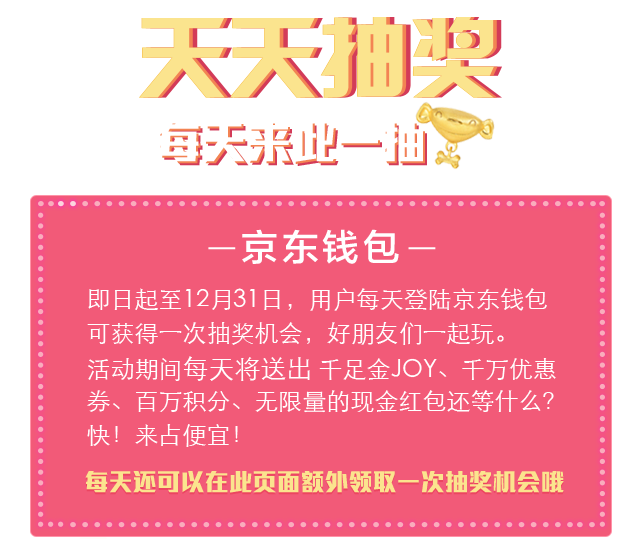 天天抽奖
每天来此一抽
—京东钱包—
即日起至12月31日，用户每天登陆京东钱包
可获得一次抽奖机会，好朋友们一起玩。
活动期间每天将送出 千足金JOY、千万优惠
券、百万积分、无限量的现金红包还等什么？
快！来占便宜！
每天还可以在此页面额外领取一次抽奖机会哦